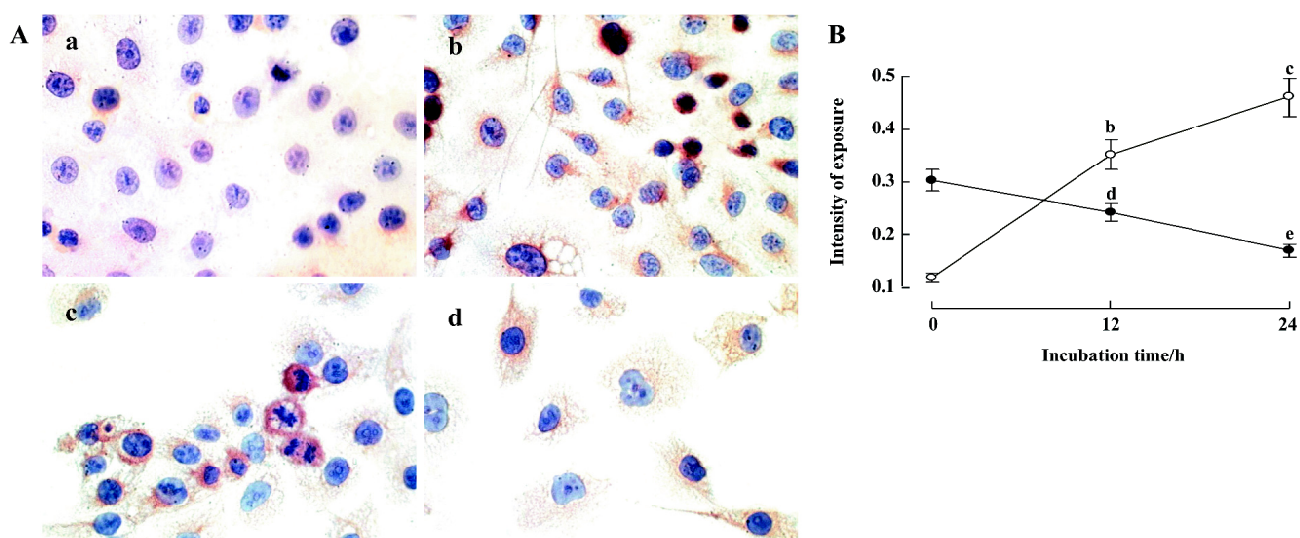 A
a
b
c
d
B
Intensity of exposure
0.5
0.4
0.3
0.2
0.1
b
c
d
e
0 12 24
Incubation time/h